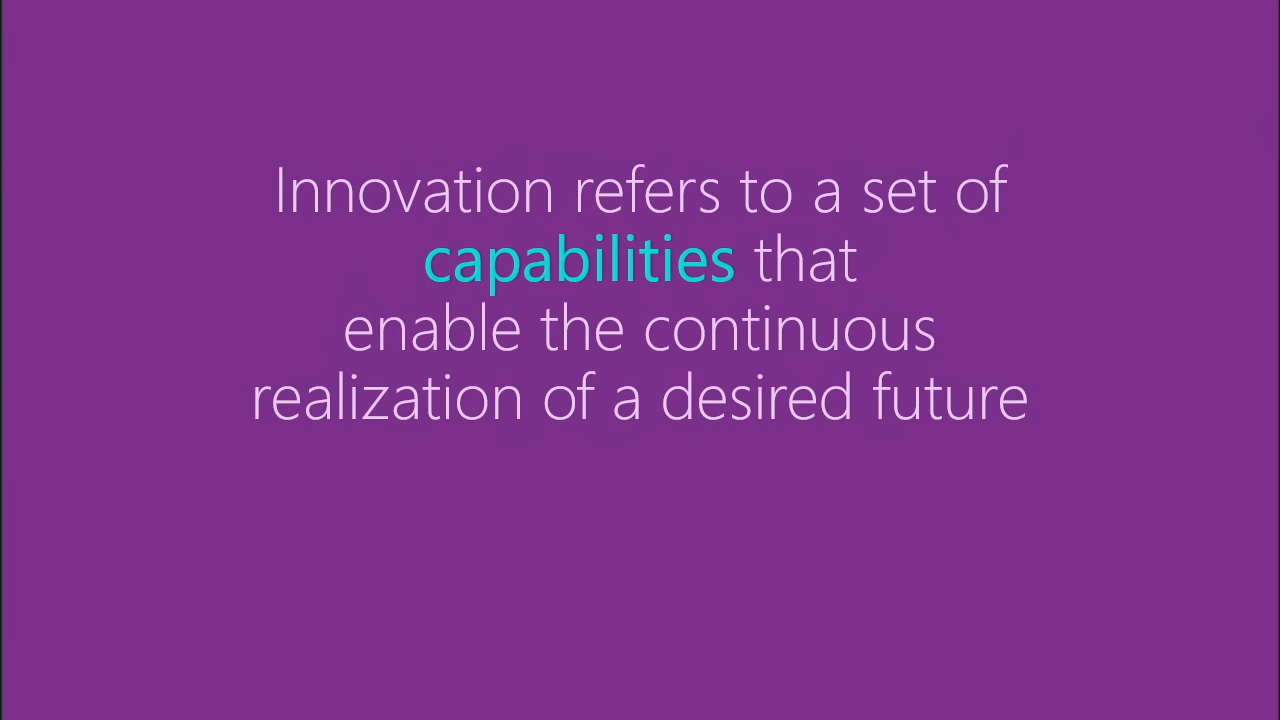 Innovation refers to a set of
capabilities that
enable the continuous
realization of a desired future